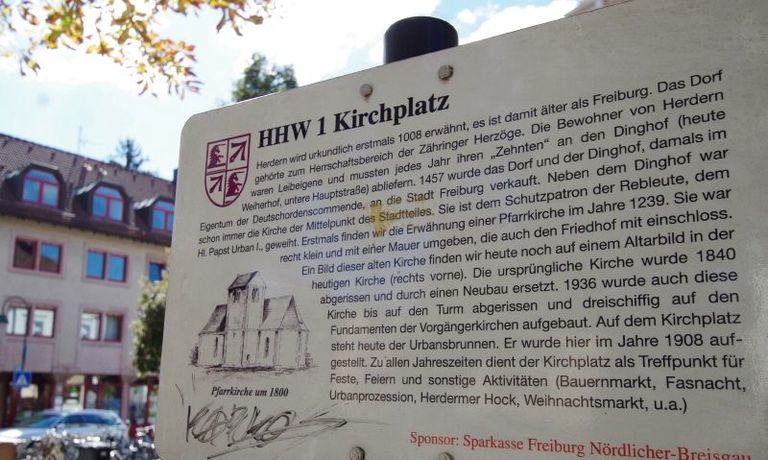 HHW 1 Kirchplatz
Herdern wird urkundlich erstmals 1008 erwähnt, es ist damit älter als Freiburg. Das Dorf
gehörte zum Herrschaftsbereich der Zähringer Herzöge. Die Bewohner von Herdern
waren Leibeigene und mussten jedes Jahr ihren „Zehnten" an den Dinghof (heute
Weiherhof, untere Hauptstraße) abliefern. 1457 wurde das Dorf und der Dinghof, damals im
Eigentum der Deutschordenscommende, an die Stadt Freiburg verkauft. Neben dem Dinghof war
schon immer die Kirche der Mittelpunkt des Stadtteiles. Sie ist dem Schutzpatron der Rebleute, dem
Hl. Papst Urban I., geweiht. Erstmals finden wir die Erwähnung einer Pfarrkirche im Jahre 1239. Sie war
recht klein und mit einer Mauer umgeben, die auch den Friedhof mit einschloss.
Ein Bild dieser alten Kirche finden wir heute noch auf einem Altarbild in der
heutigen Kirche (rechts vorne). Die ursprüngliche Kirche wurde 1840
abgerissen und durch einen Neubau ersetzt. 1936 wurde auch diese
Kirche bis auf den Turm abgerissen und dreischiffig auf den
Fundamenten der Vorgängerkirchen aufgebaut. Auf dem Kirchplatz
steht heute der Urbansbrunnen. Er wurde hier im Jahre 1908 auf-
gestellt. Zu allen Jahreszeiten dient der Kirchplatz als Treffpunkt für
Feste, Feiern und sonstige Aktivitäten (Bauernmarkt, Fasnacht,
Urbanprozession, Herdermer Hock, Weihnachtsmarkt, u.a.)
Pfarrkirche um 1800
Sponsor: Sparkasse Freiburg Nördlicher-Breisgau